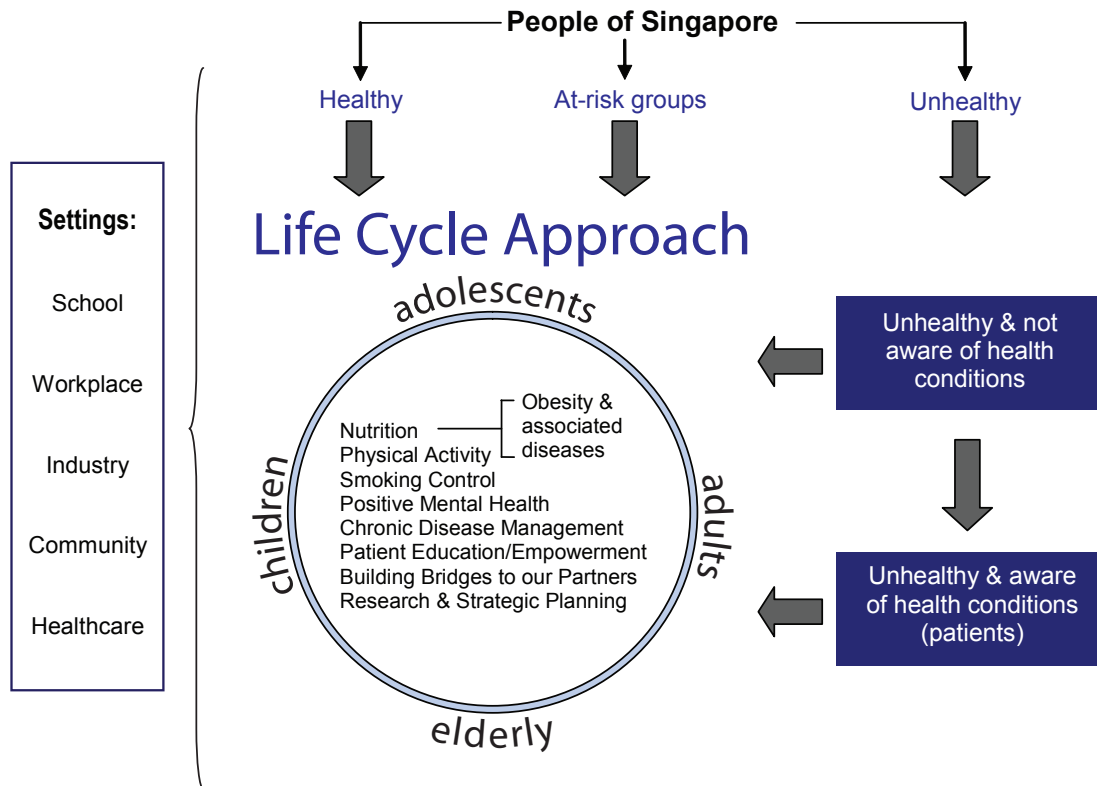 People of Singapore
Healthy
At-risk groups
Unhealthy
Settings:
School
Workplace
Industry
Community
Healthcare
Life Cycle Approach
adolescents
children
adults
elderly
Nutrition
Physical Activity
Smoking Control
Positive Mental Health
Chronic Disease Management
Patient Education/Empowerment
Building Bridges to our Partners
Research & Strategic Planning
Obesity &
associated
diseases
Unhealthy & not
aware of health
conditions
Unhealthy & aware
of health conditions
(patients)